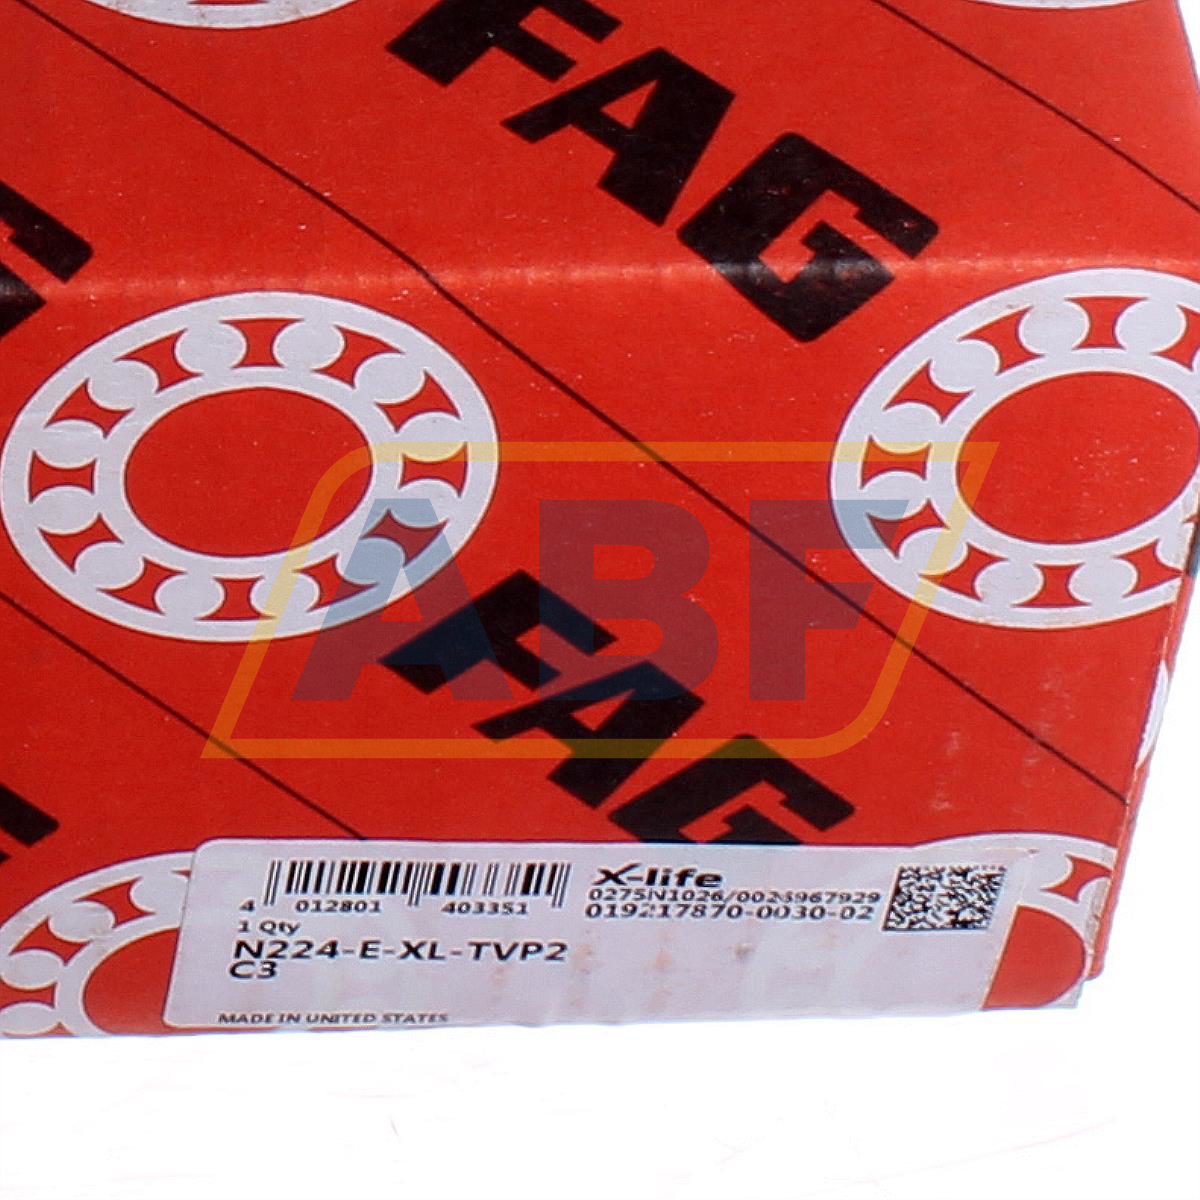 FAG
FAG
ABF
X-life
4 012801 403351
0275N1026/0026967929
019217870-0030-02
1 Qty
N224-E-XL-TVP2
C3
MADE IN UNITED STATES